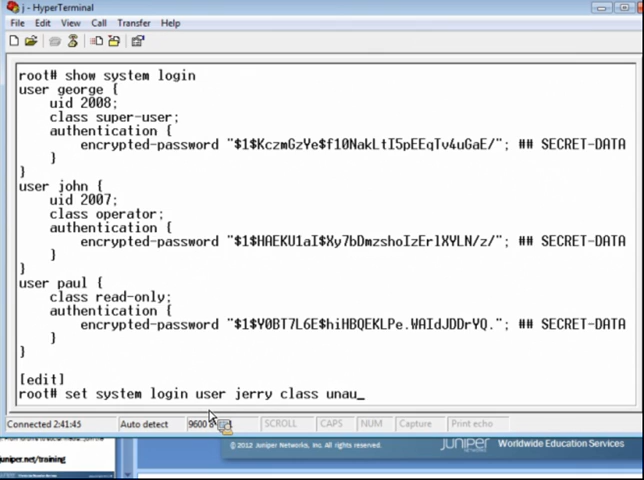 j - HyperTerminal
File Edit View Call Transfer Help
root# show system login
user george {
uid 2008;
class super-user;
authentication {
encrypted-password "$1$KczmGzYe$f10NakLtI5pEEqTv4uGaE/"; ## SECRET-DATA
}
}
user john {
uid 2007;
class operator;
authentication {
encrypted-password "$1$HAEKU1aI$Xy7bDmzshoIzErlXYLN/z/"; ## SECRET-DATA
}
}
user paul {
class read-only;
authentication {
encrypted-password "$1$Y0BT7L6E$hiHBQEKLPe.WAIdJDDrYQ."; ## SECRET-DATA
}
}
[edit]
root# set system login user jerry class unau_
Connected 2:41:45 Auto detect 9600 SCROLL CAPS NUM Capture Print echo
juniper.net/training
© 2012 Juniper Networks, Inc. All rights reserved. JUNIPER Worldwide Education Services